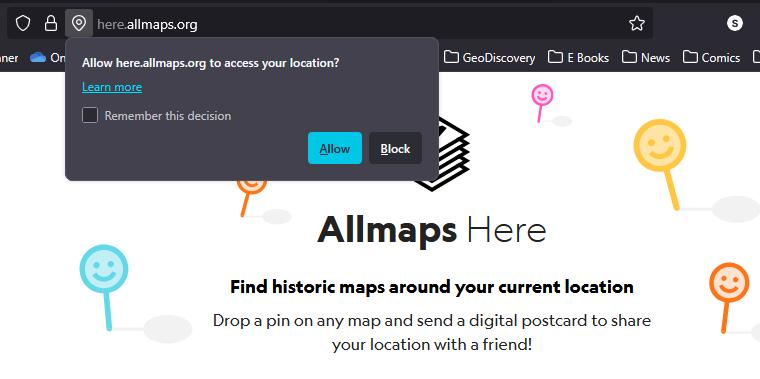 here.allmaps.org
S
nner
On
GeoDiscovery
E Books
News
Comics
Allow here.allmaps.org to access your location?
Learn more
Remember this decision
Allow
Block
Allmaps Here
Find historic maps around your current location
Drop a pin on any map and send a digital postcard to share
your location with a friend!